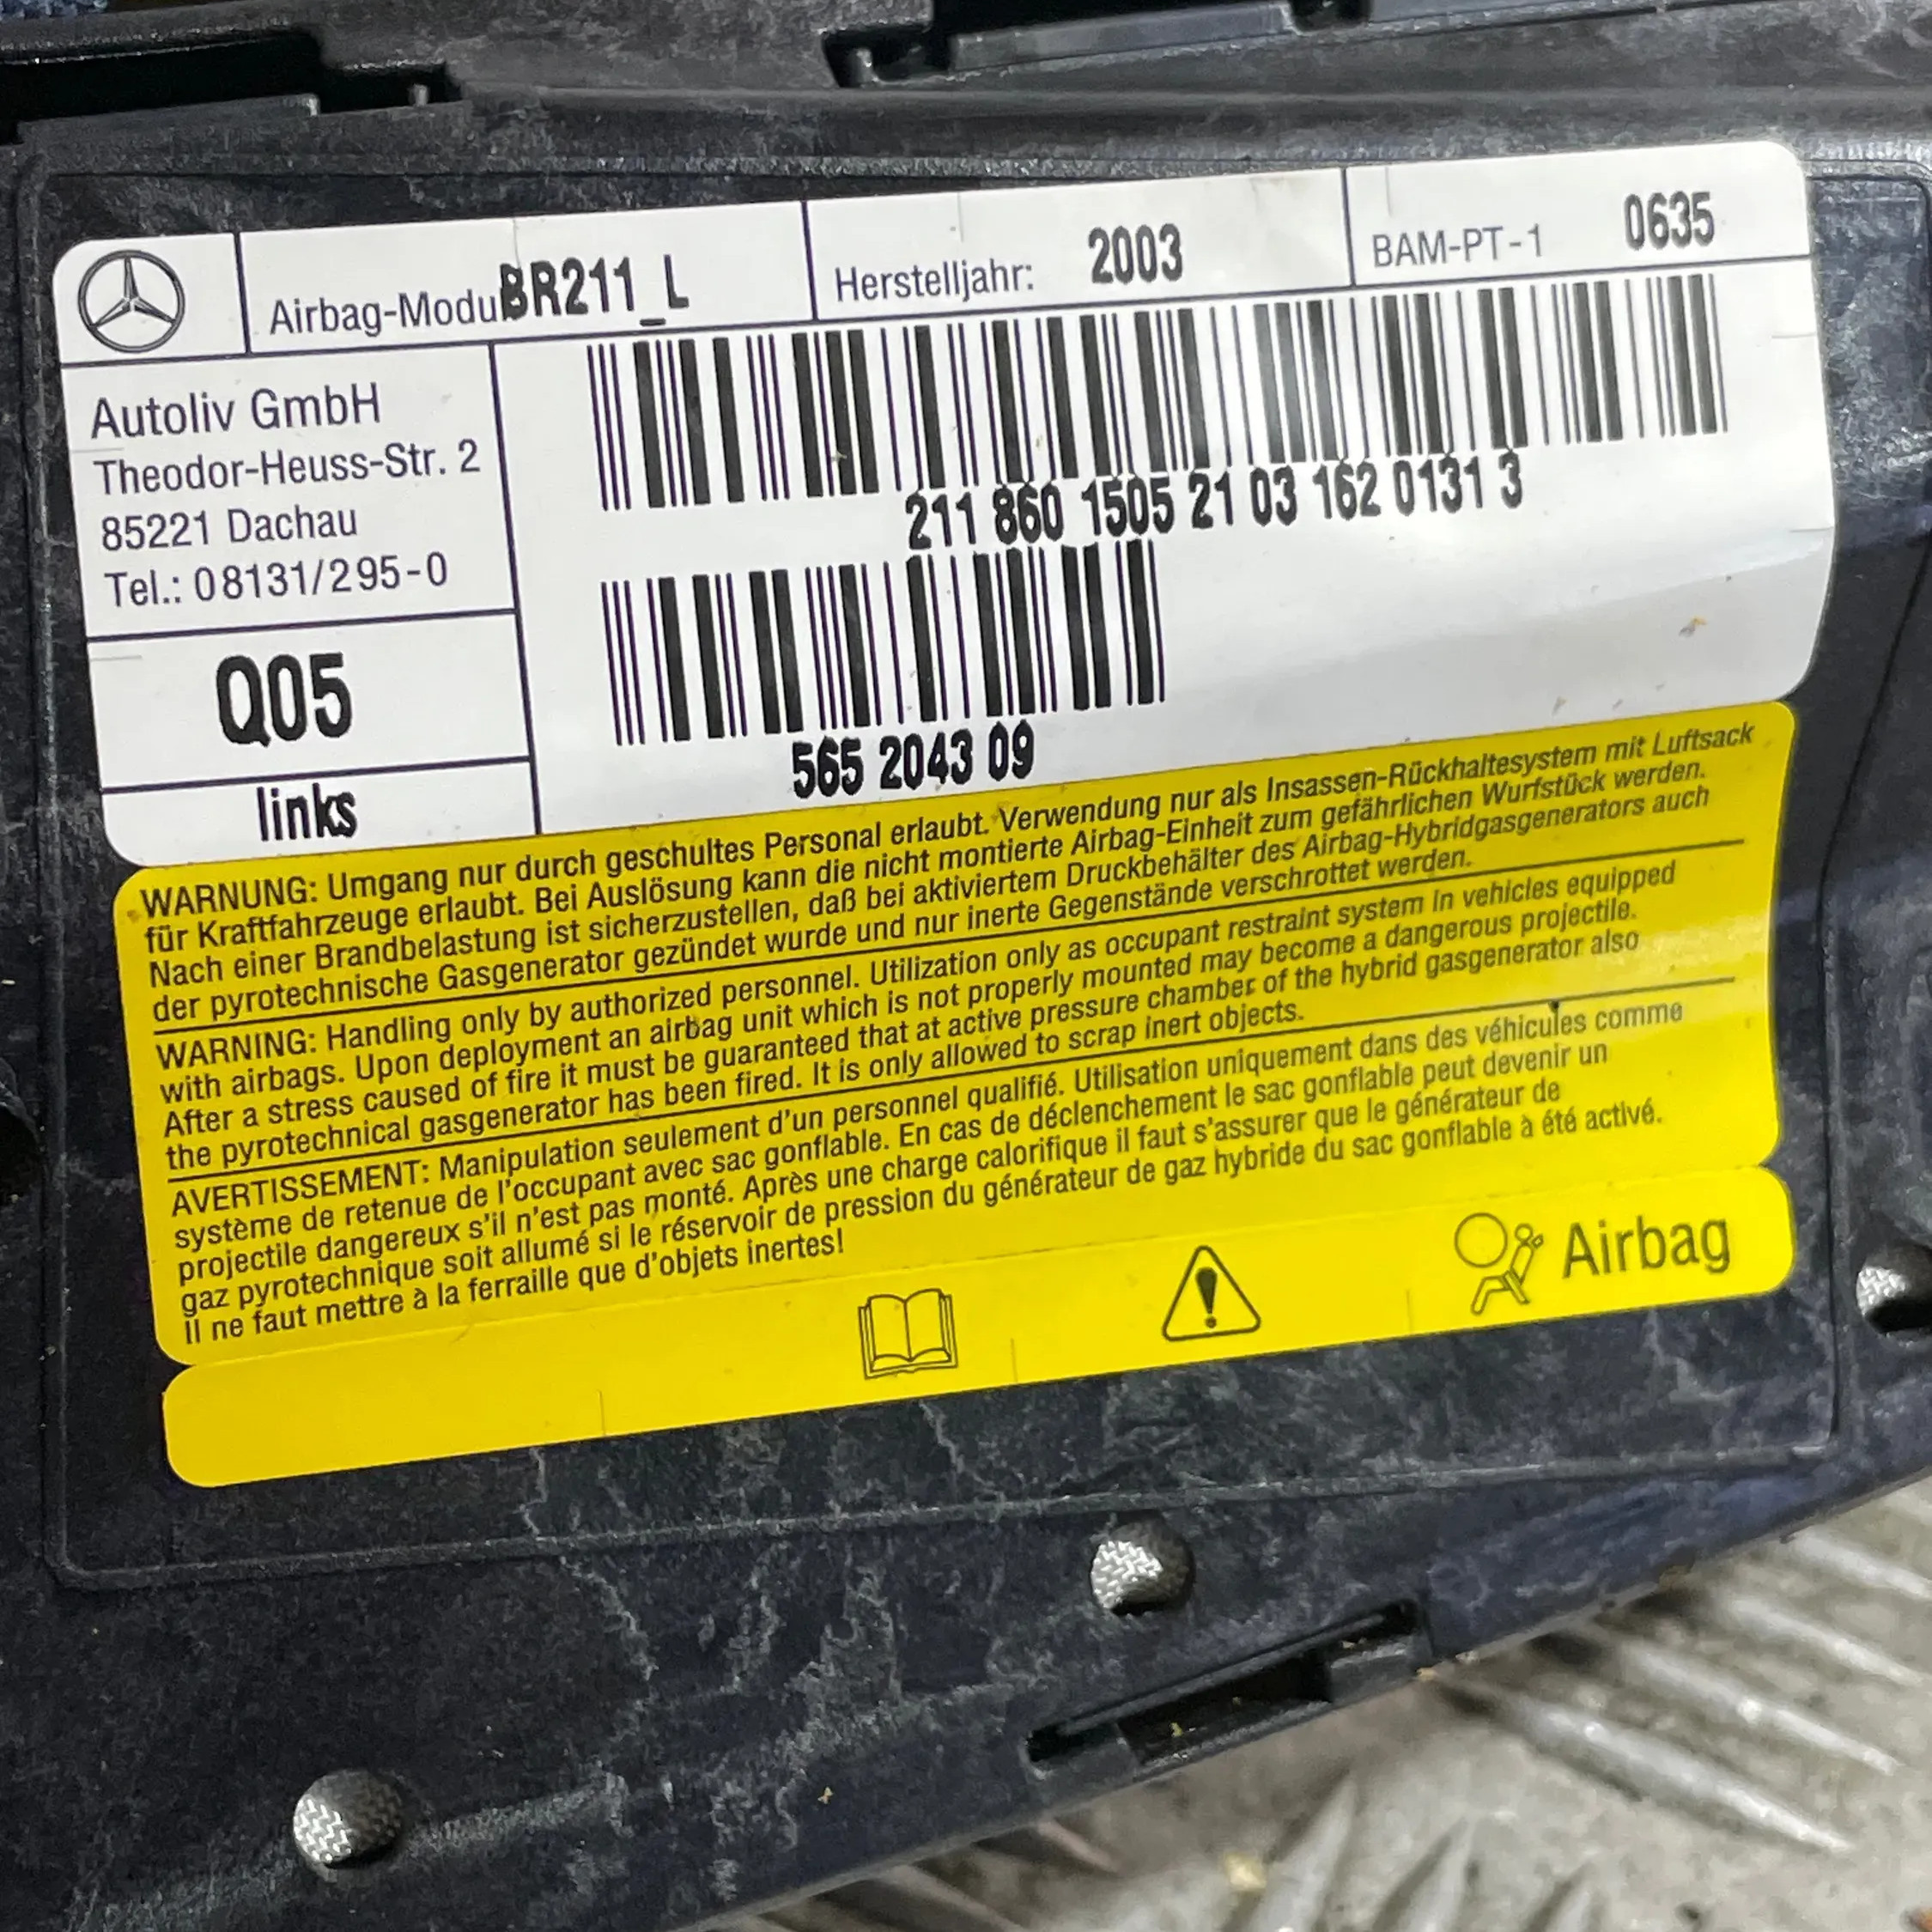 Airbag-Modul BR211_L
Herstelljahr: 2003
BAM-PT-1 0635
Autoliv GmbH
Theodor-Heuss-Str. 2
85221 Dachau
Tel.: 08131/295-0
211 860 1505 21 03 162 0131 3
Q05
565 2043 09
links
WARNUNG: Umgang nur durch geschultes Personal erlaubt. Verwendung nur als Insassen-Rückhaltesystem mit Luftsack
für Kraftfahrzeuge erlaubt. Bei Auslösung kann die nicht montierte Airbag-Einheit zum gefährlichen Wurfstück werden.
Nach einer Brandbelastung ist sicherzustellen, daß bei aktiviertem Druckbehälter des Airbag-Hybridgasgenerators auch
der pyrotechnische Gasgenerator gezündet wurde und nur inerte Gegenstände verschrottet werden.
WARNING: Handling only by authorized personnel. Utilization only as occupant restraint system in vehicles equipped
with airbags. Upon deployment an airbag unit which is not properly mounted may become a dangerous projectile.
After a stress caused of fire it must be guaranteed that at active pressure chamber of the hybrid gasgenerator also
the pyrotechnical gasgenerator has been fired. It is only allowed to scrap inert objects.
AVERTISSEMENT: Manipulation seulement d'un personnel qualifié. Utilisation uniquement dans des véhicules comme
système de retenue de l'occupant avec sac gonflable. En cas de déclenchement le sac gonflable peut devenir un
projectile dangereux s'il n'est pas monté. Après une charge calorifique il faut s'assurer que le générateur de
gaz pyrotechnique soit allumé si le réservoir de pression du générateur de gaz hybride du sac gonflable à été activé.
Il ne faut mettre à la ferraille que d'objets inertes!
Airbag